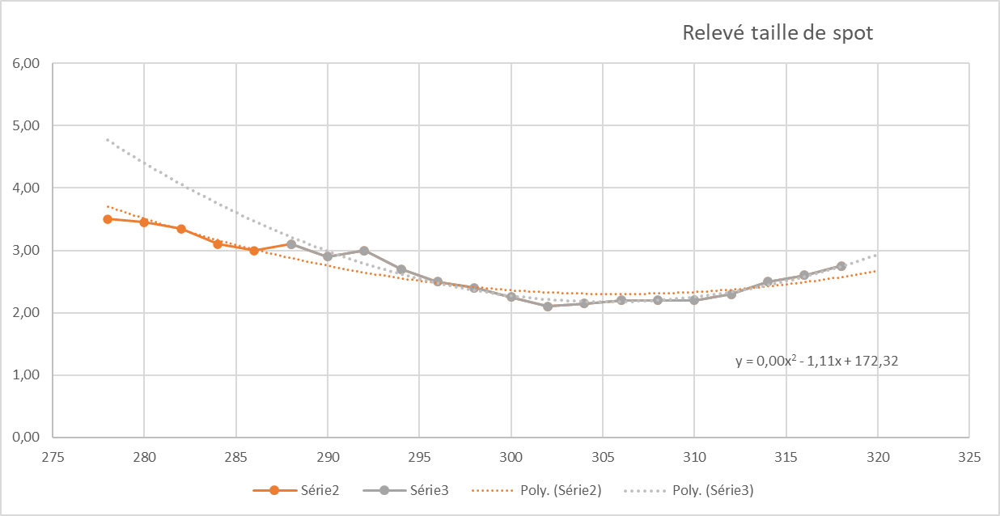 Relevé taille de spot
6,00
5,00
4,00
3,00
2,00
1,00
0,00
y = 0,00x² - 1,11x + 172,32
275 280 285 290 295 300 305 310 315 320 325
Série2 Série3 Poly. (Série2) Poly. (Série3)